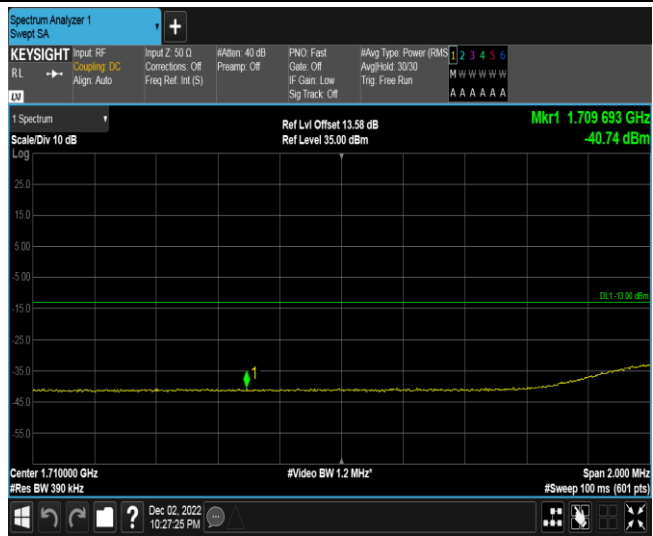 Spectrum Analyzer 1
Swept SA
+
KEYSIGHT
RL
Input: RF
Coupling: DC
Align: Auto
Input Z: 50 Ω
Corrections: Off
Freq Ref: Int (S)
#Atten: 40 dB
Preamp: Off
PNO: Fast
Gate: Off
IF Gain: Low
Sig Track: Off
#Avg Type: Power (RMS
Avg|Hold: 30/30
Trig: Free Run
1 2 3 4 5 6
M W W W W W
A A A A A A
1 Spectrum
Scale/Div 10 dB
Log
Ref Lvl Offset 13.58 dB
Ref Level 35.00 dBm
Mkr1 1.709 693 GHz
-40.74 dBm
25.0
15.0
5.00
-5.00
DL1 -13.00 dBm
-15.0
-25.0
-35.0
1
-45.0
-55.0
Center 1.710000 GHz
#Video BW 1.2 MHz*
Span 2.000 MHz
#Res BW 390 kHz
#Sweep 100 ms (601 pts)
?
Dec 02, 2022
10:27:25 PM